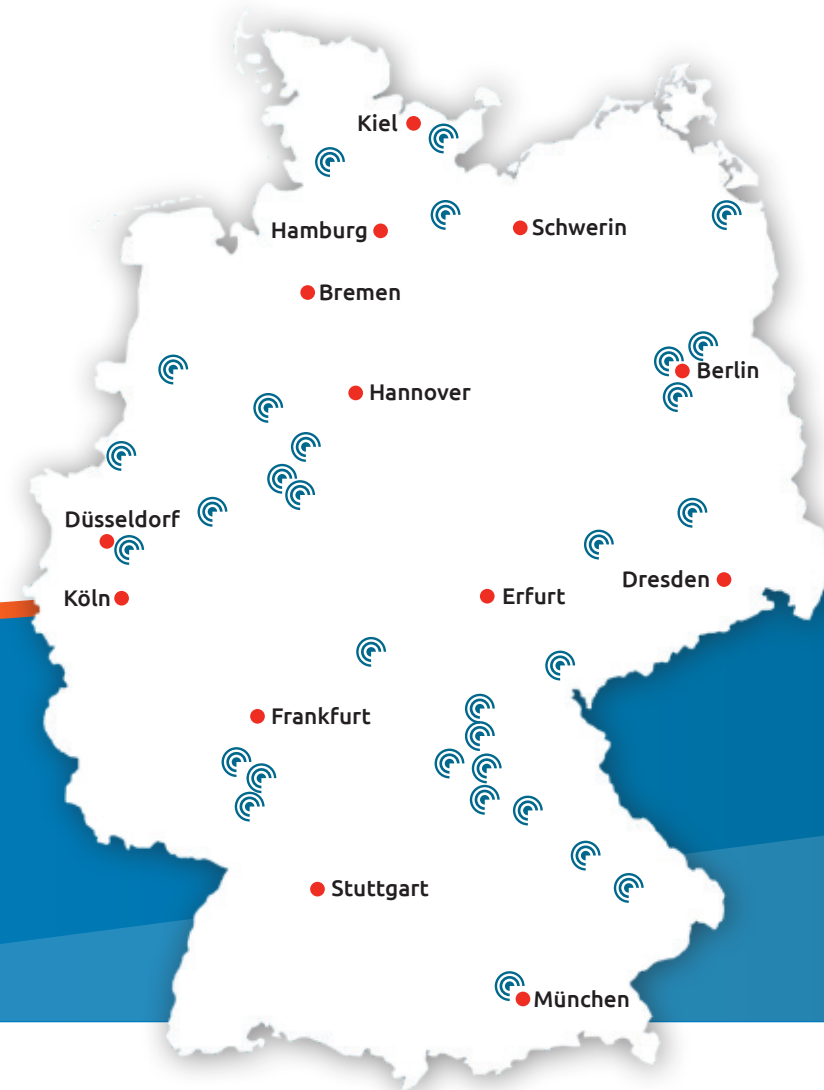 Kiel
Hamburg
Schwerin
Bremen
Berlin
Hannover
Düsseldorf
Dresden
Köln
Erfurt
Frankfurt
Stuttgart
München